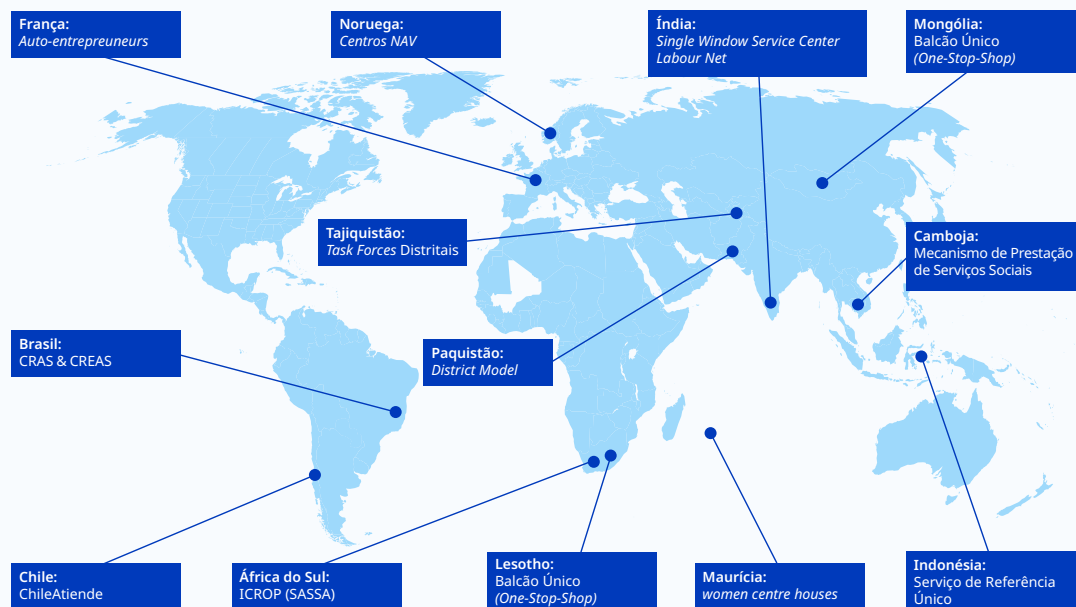 França:
Auto-entrepreuneurs
Noruega:
Centros NAV
Índia:
Single Window Service Center
Labour Net
Mongólia:
Balcão Único
(One-Stop-Shop)
Tajiquistão:
Task Forces Distritais
Camboja:
Mecanismo de Prestação
de Serviços Sociais
Brasil:
CRAS & CREAS
Paquistão:
District Model
Chile:
ChileAtiende
África do Sul:
ICROP (SASSA)
Lesotho:
Balcão Único
(One-Stop-Shop)
Maurícia:
women centre houses
Indonésia:
Serviço de Referência
Único